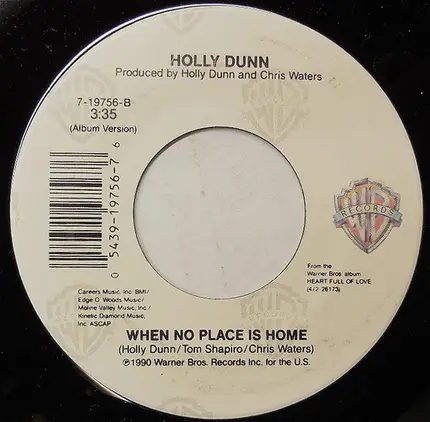 HOLLY DUNN
Produced by Holly Dunn and Chris Waters
7-19756-B
3:35
(Album Version)
0 5439-19756-7 6
RECORDS
From the
Warner Bros. album
HEART FULL OF LOVE
(4/2-26173)
Careers Music, Inc. BMI/
Edge O. Woods Music/
Moline Valley Music, Inc./
Kinetic Diamond Music,
Inc. ASCAP
WHEN NO PLACE IS HOME
(Holly Dunn/Tom Shapiro/Chris Waters)
℗1990 Warner Bros. Records Inc. for the U.S.